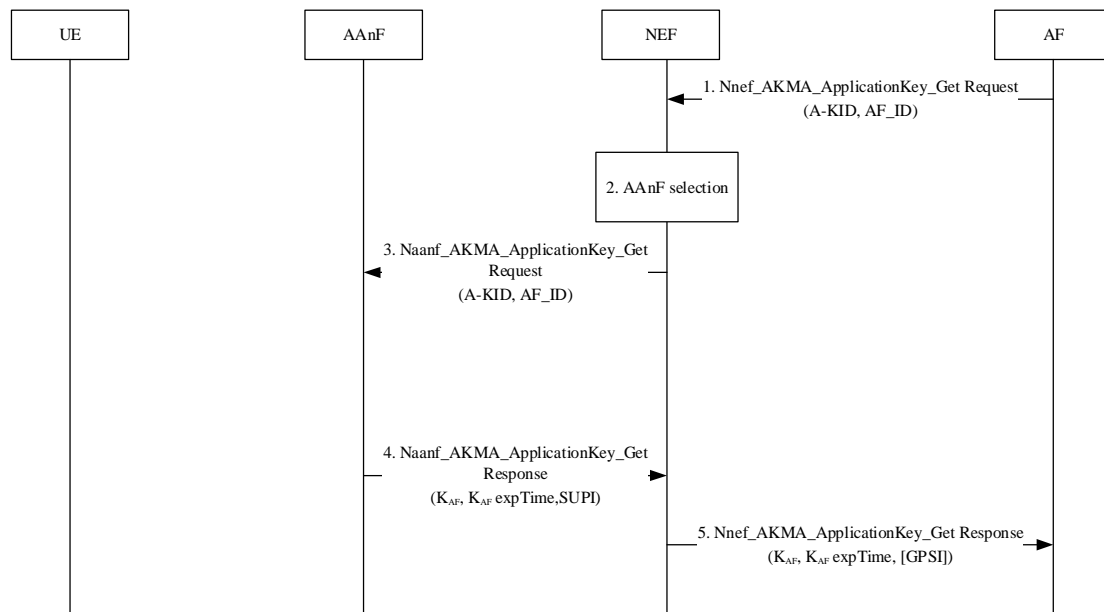 UE
AAnF
NEF
AF
1. Nnef_AKMA_ApplicationKey_Get Request
(A-KID, AF_ID)
2. AAnF selection
3. Naanf_AKMA_ApplicationKey_Get
Request
(A-KID, AF_ID)
4. Naanf_AKMA_ApplicationKey_Get
Response
(KAF, KAF expTime,SUPI)
5. Nnef_AKMA_ApplicationKey_Get Response
(KAF, KAF expTime, [GPSI])